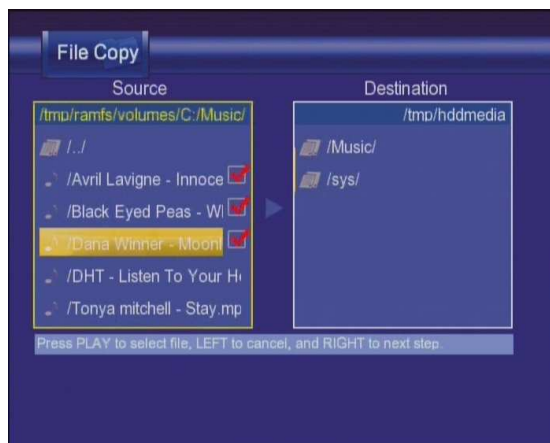 File Copy
Source
Destination
/tmp/ramfs/volumes/C:/Music/
/tmp/hddmedia
/../
/Avril Lavigne - Innoce
/Black Eyed Peas - Wl
/Dana Winner - Moonl
/DHT - Listen To Your He
/Tonya mitchell - Stay.mp
/Music/
/sys/
Press PLAY to select file, LEFT to cancel, and RIGHT to next step.